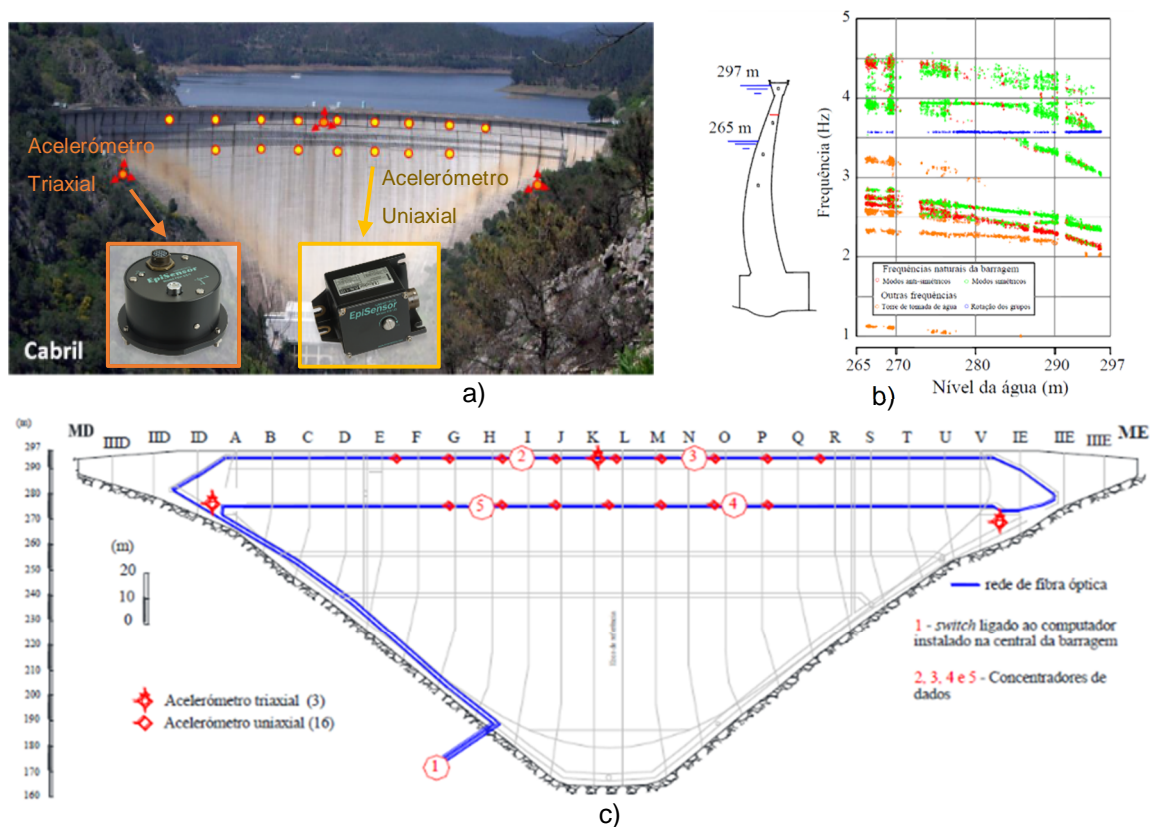 Acelerómetro
Triaxial
Acelerómetro
Uniaxial
EpiSensor
EpiSensor
Cabril
a)
297 m
265 m
Frequência (Hz)
5
4
3
2
1
Frequências naturais da barragem
Modos anti-simétricos Modos simétricos
Outras frequências
Torre de tomada de água Rotação dos grupos
265 270 280 290 297
Nível da água (m)
b)
(m)
MD IIID IID ID A B C D E F G H I J K L M N O P Q R S T U V IE IIE IIIE ME
297
290
280
270
260
250
240
230
220
210
200
190
180
170
160
2 3
5 4
(m)
20
10
0
rede de fibra óptica
1 - switch ligado ao computador
instalado na central da barragem
2, 3, 4 e 5 - Concentradores de
dados
Acelerómetro triaxial (3)
Acelerómetro uniaxial (16)
1
c)